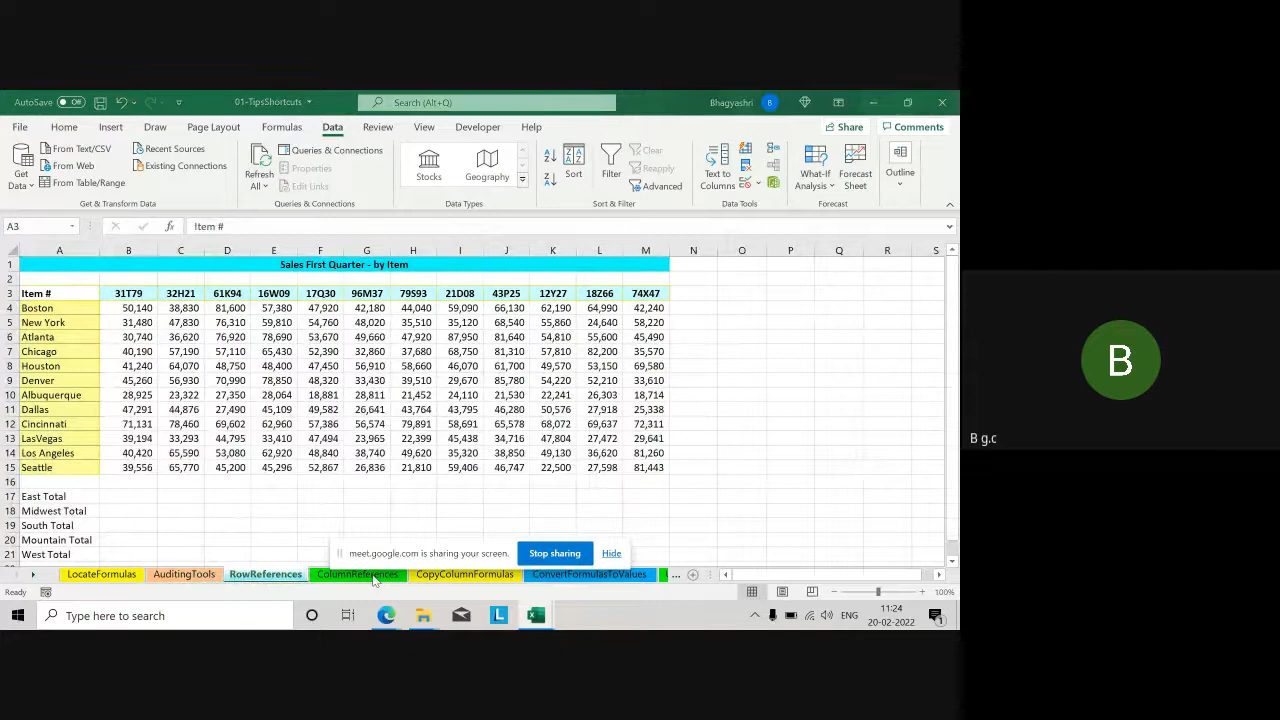 AutoSave Off 01-TipsShortcuts Search (Alt+Q) Bhagyashri B
File Home Insert Draw Page Layout Formulas Data Review View Developer Help Share Comments
Get Data
From Text/CSV
From Web
From Table/Range
Recent Sources
Existing Connections
Get & Transform Data
Refresh All
Queries & Connections
Properties
Edit Links
Queries & Connections
Stocks Geography
Data Types
Sort
Filter
Clear
Reapply
Advanced
Sort & Filter
Text to Columns
Data Tools
What-If Analysis
Forecast Sheet
Forecast
Outline
A3 fx Item #
A B C D E F G H I J K L M N O P Q R S
1 Sales First Quarter - by Item
2
3 Item # 31T79 32H21 61K94 16W09 17Q30 96M37 79S93 21D08 43P25 12Y27 18Z66 74X47
4 Boston 50,140 38,830 81,600 57,380 47,920 42,180 44,040 59,090 66,130 63,790 64,990 42,240
5 New York 31,480 47,830 76,310 59,810 54,760 48,020 35,510 35,120 68,540 55,860 24,640 58,220
6 Atlanta 30,740 36,620 76,920 78,690 53,670 49,660 47,920 87,950 81,640 54,810 55,600 45,490
7 Chicago 40,190 57,190 57,110 65,430 52,390 32,860 37,680 68,750 81,310 57,810 82,200 35,570
8 Houston 41,240 64,070 48,750 48,400 47,450 56,910 58,660 46,070 61,700 49,570 53,150 69,580
9 Denver 45,260 56,930 70,990 78,850 48,320 33,430 39,510 29,670 85,780 54,220 52,210 33,610
10 Albuquerque 28,925 23,322 27,350 28,064 18,881 28,811 21,452 24,110 21,530 22,241 26,303 18,714
11 Dallas 47,291 44,876 27,490 45,109 49,582 26,641 43,764 43,795 46,280 50,576 27,918 25,338
12 Cincinnati 71,131 78,460 69,602 62,960 57,386 56,574 79,891 58,691 65,578 68,072 69,637 72,311
13 LasVegas 39,194 33,293 44,795 33,410 47,494 23,965 22,399 45,438 34,716 47,804 27,472 29,641
14 Los Angeles 40,420 65,590 53,080 62,920 48,840 38,740 49,620 35,320 38,850 49,130 36,620 81,260
15 Seattle 39,556 65,770 45,200 45,296 52,867 26,836 21,810 59,406 46,747 22,500 27,598 81,443
16
17 East Total
18 Midwest Total
19 South Total
20 Mountain Total
21 West Total
meet.google.com is sharing your screen. Stop sharing Hide
LocateFormulas AuditingTools RowReferences ColumnReferences CopyColumnFormulas ConvertFormulasToValues ...
Ready 100%
Type here to search L ENG 11:24
20-02-2022 1
B
B g.c